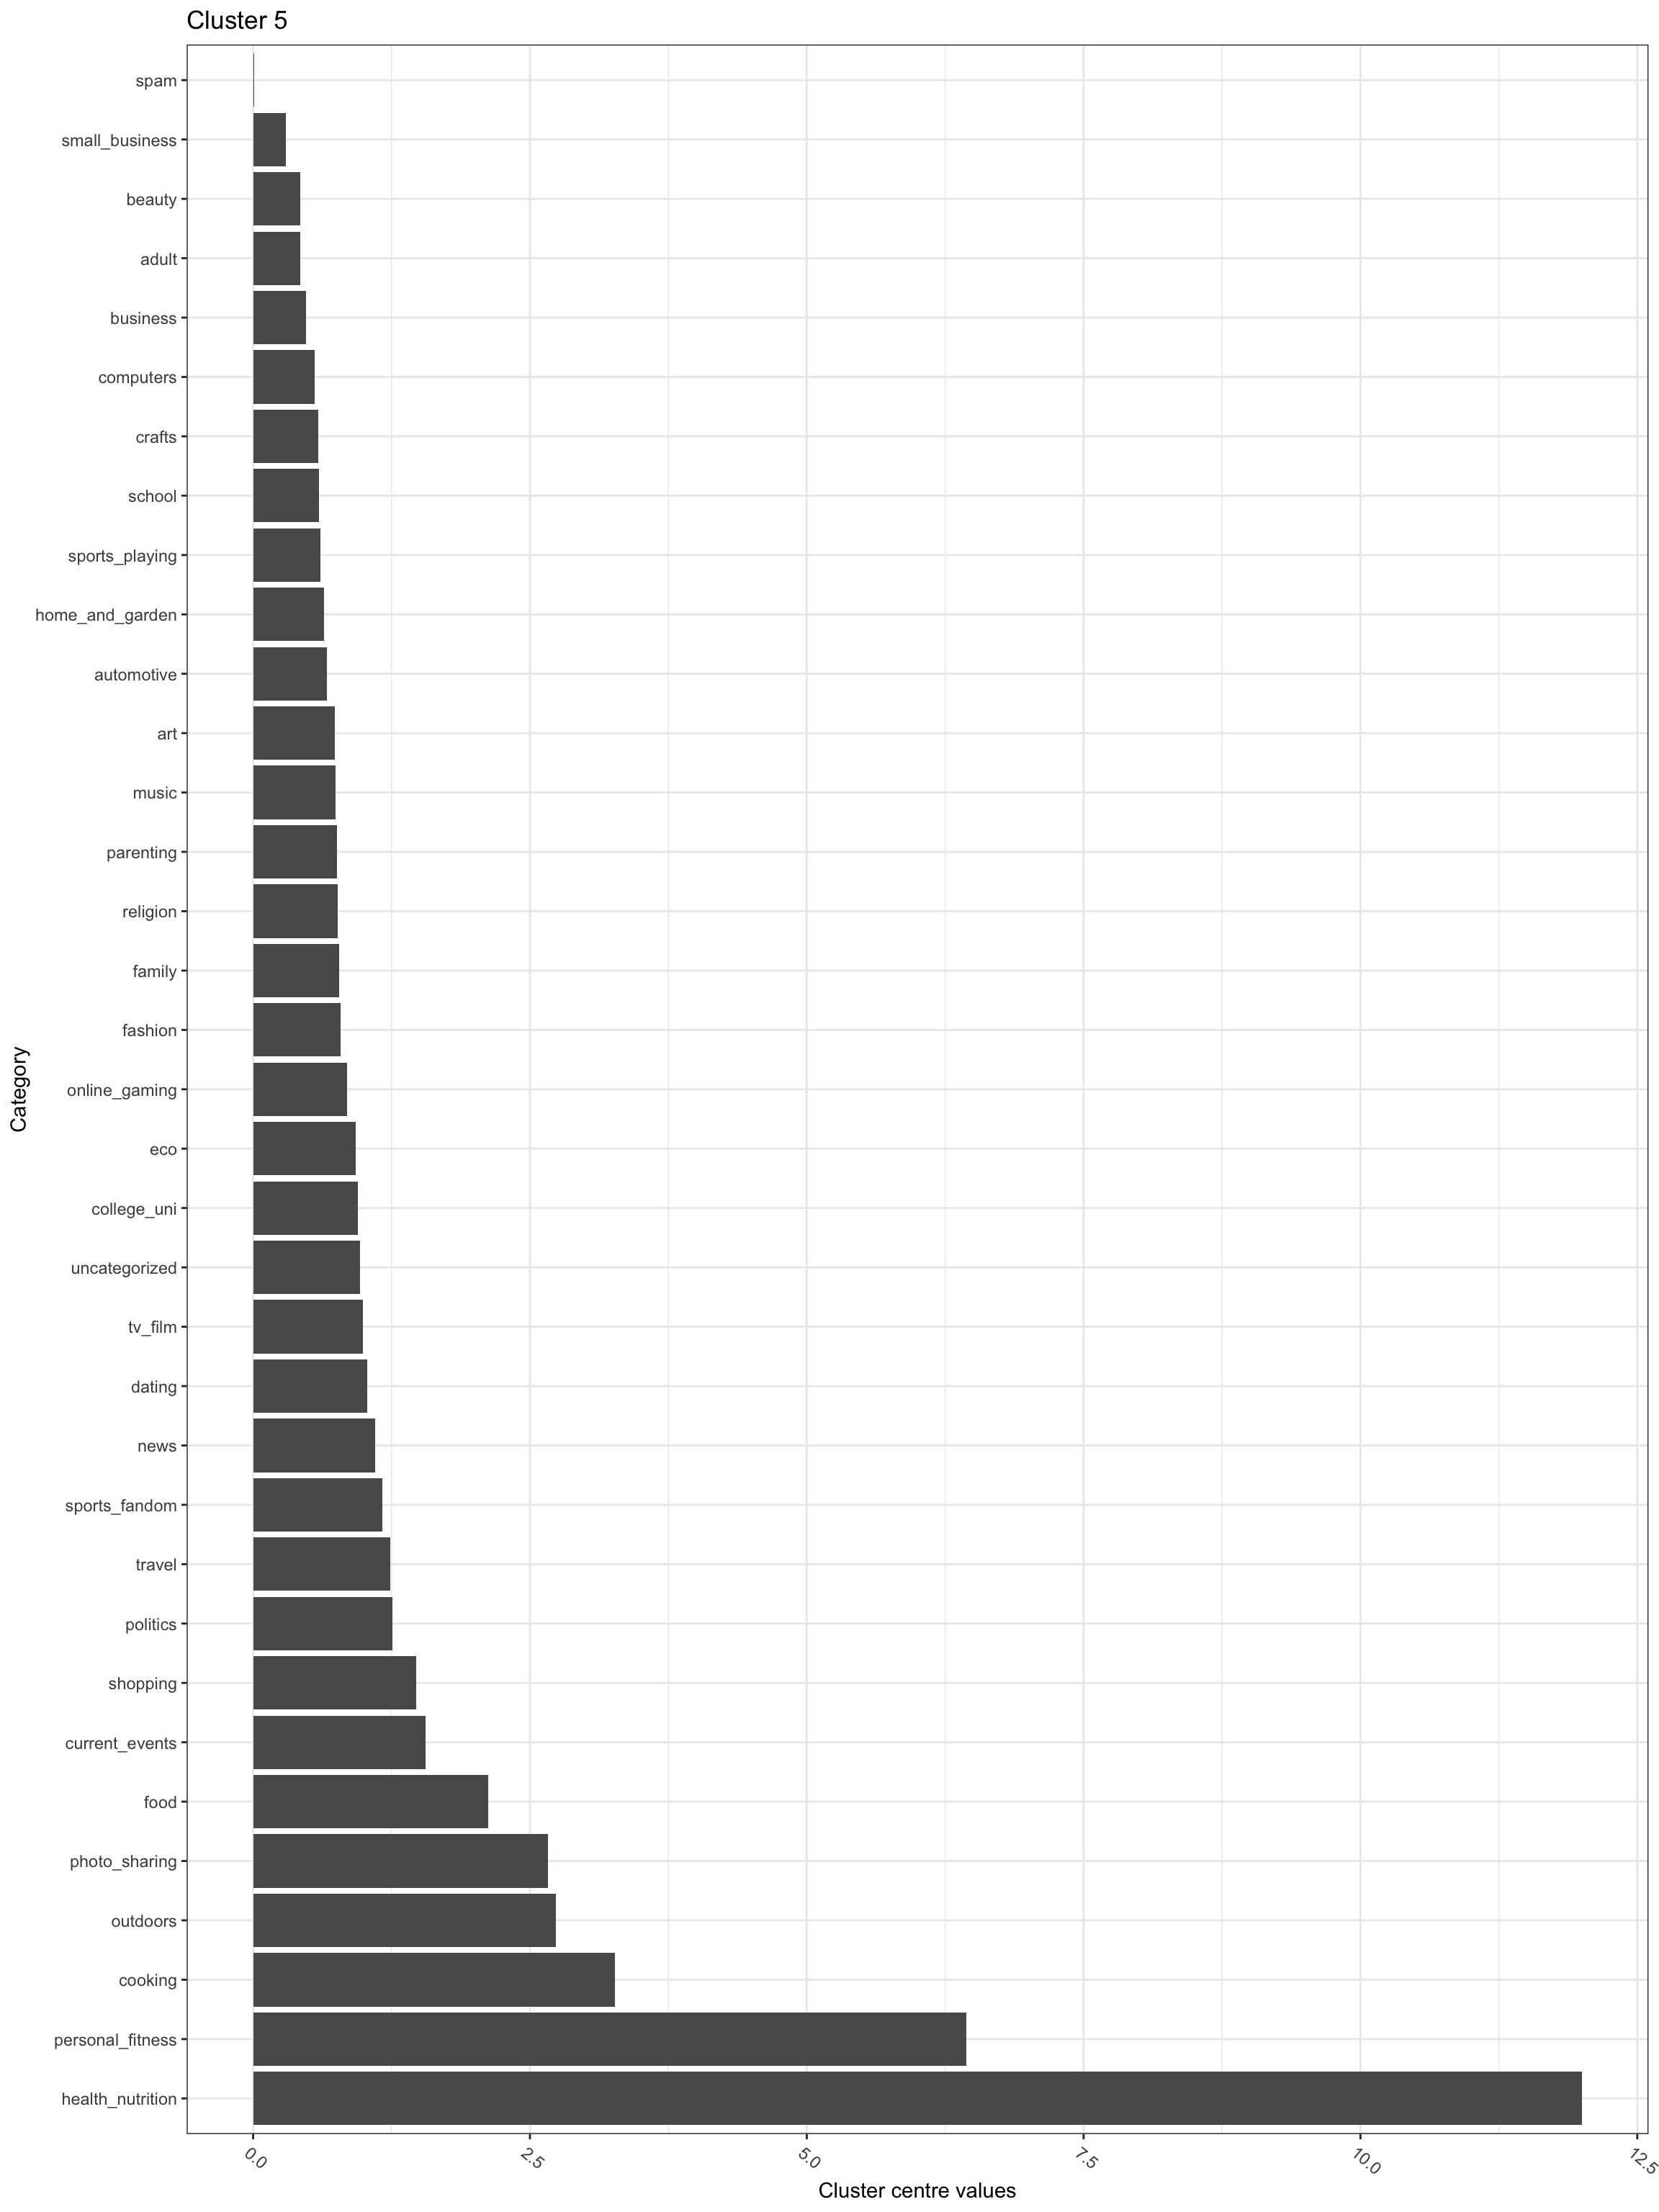 Cluster 5
Category
spam
small_business
beauty
adult
business
computers
crafts
school
sports_playing
home_and_garden
automotive
art
music
parenting
religion
family
fashion
online_gaming
eco
college_uni
uncategorized
tv_film
dating
news
sports_fandom
travel
politics
shopping
current_events
food
photo_sharing
outdoors
cooking
personal_fitness
health_nutrition
0.0 2.5 5.0 7.5 10.0 12.5
Cluster centre values